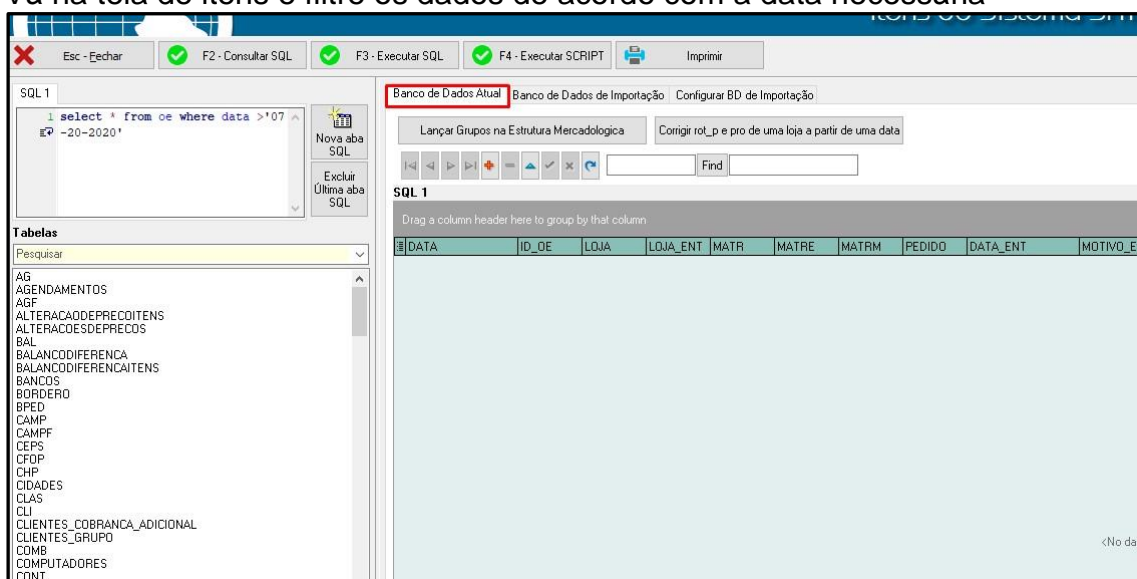 Vá na tela de itens e filtre os dados de acordo com a data necessária
Itens do Sistema
Esc - Fechar
F2 - Consultar SQL
F3 - Executar SQL
F4 - Executar SCRIPT
Imprimir
SQL 1
1 select * from oe where data >'07
-20-2020'
Nova aba
SQL
Excluir
Última aba
SQL
Tabelas
Pesquisar
AG
AGENDAMENTOS
AGF
ALTERACAODEPRECOITENS
ALTERACOESDEPRECOS
BAL
BALANCODIFERENCA
BALANCODIFERENCAITENS
BANCOS
BORDERO
BPED
CAMP
CAMPF
CEPS
CFOP
CHP
CIDADES
CLAS
CLI
CLIENTES_COBRANCA_ADICIONAL
CLIENTES_GRUPO
COMB
COMPUTADORES
CONT
Banco de Dados Atual
Banco de Dados de Importação
Configurar BD de Importação
Lançar Grupos na Estrutura Mercadologica
Corrigir rot_p e pro de uma loja a partir de uma data
Find
SQL 1
Drag a column header here to group by that column
DATA ID_OE LOJA LOJA_ENT MATR MATRE MATRM PEDIDO DATA_ENT MOTIVO_E
<No da